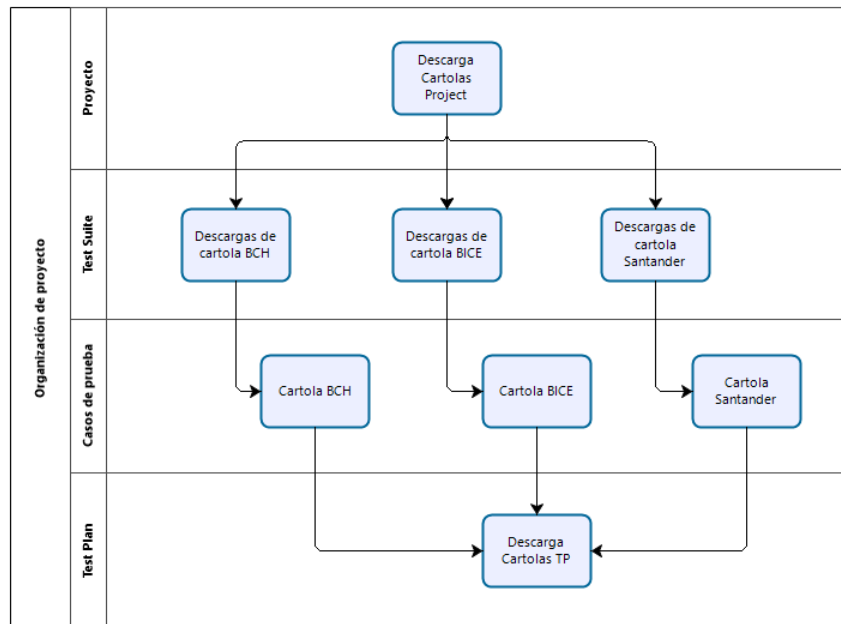 Organización de proyecto
Proyecto
Descarga
Cartolas
Project
Test Suite
Descargas de
cartola BCH
Descargas de
cartola BICE
Descargas de
cartola
Santander
Casos de prueba
Cartola BCH
Cartola BICE
Cartola
Santander
Test Plan
Descarga
Cartolas TP